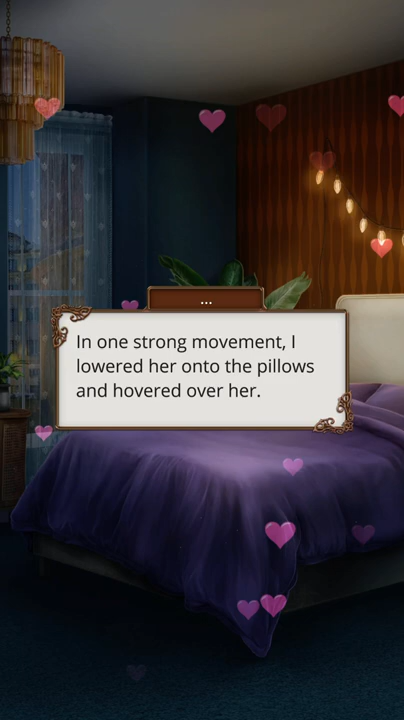 ...
In one strong movement, I
lowered her onto the pillows
and hovered over her.